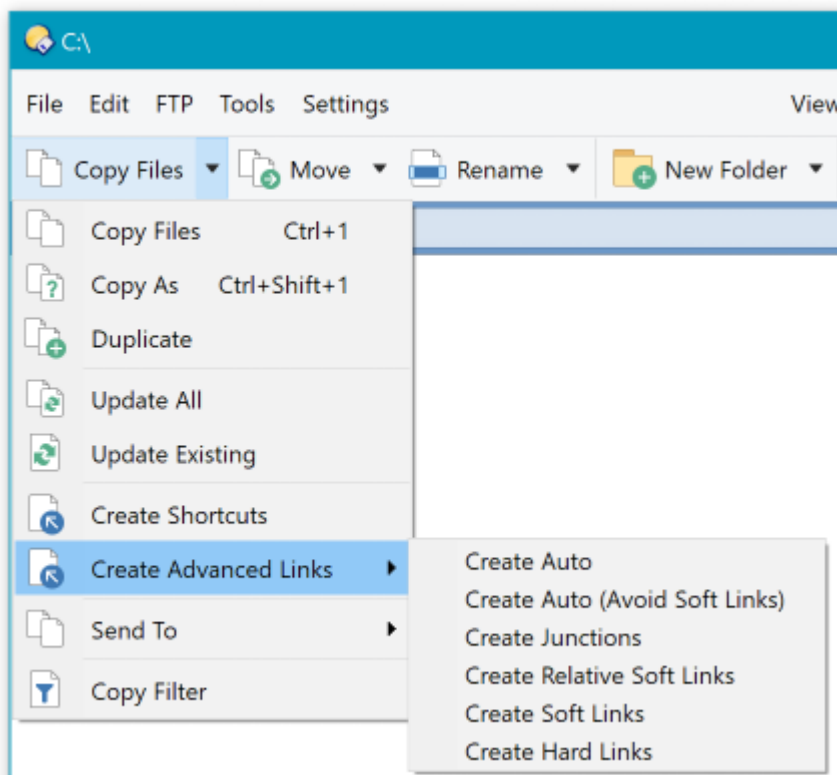 C:\
File Edit FTP Tools Settings View
Copy Files Move Rename New Folder
Copy Files Ctrl+1
Copy As Ctrl+Shift+1
Duplicate
Update All
Update Existing
Create Shortcuts
Create Advanced Links
Send To
Copy Filter
Create Auto
Create Auto (Avoid Soft Links)
Create Junctions
Create Relative Soft Links
Create Soft Links
Create Hard Links